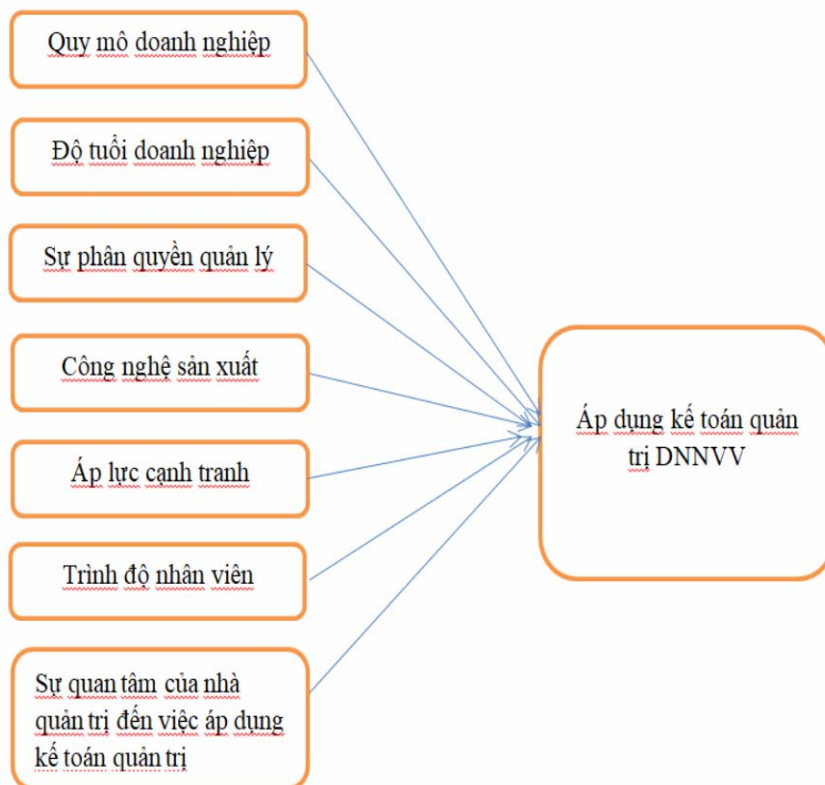 Quy mô doanh nghiệp
Độ tuổi doanh nghiệp
Sự phân quyền quản lý
Công nghệ sản xuất
Áp lực cạnh tranh
Trình độ nhân viên
Sự quan tâm của nhà
quản trị đến việc áp dụng
kế toán quản trị
Áp dụng kế toán quản
trị DNNVV